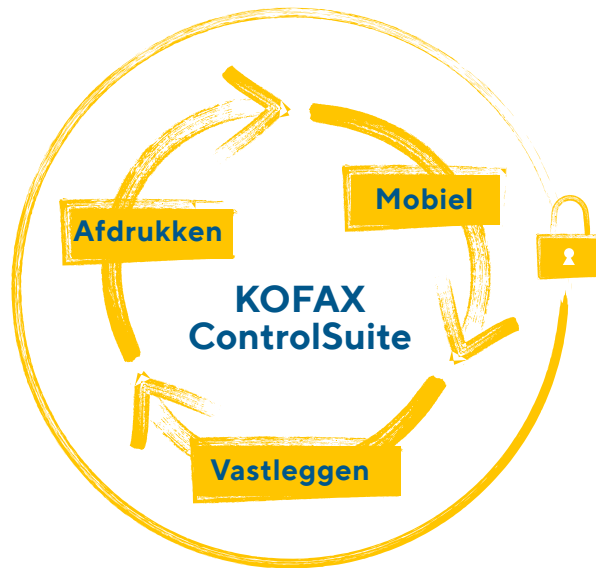 Mobiel
Afdrukken
KOFAX
ControlSuite
Vastleggen